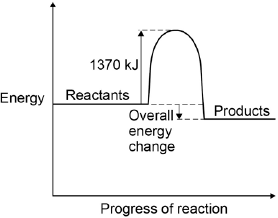 1370 kJ
Energy
Reactants
Products
Overall
energy
change
Progress of reaction